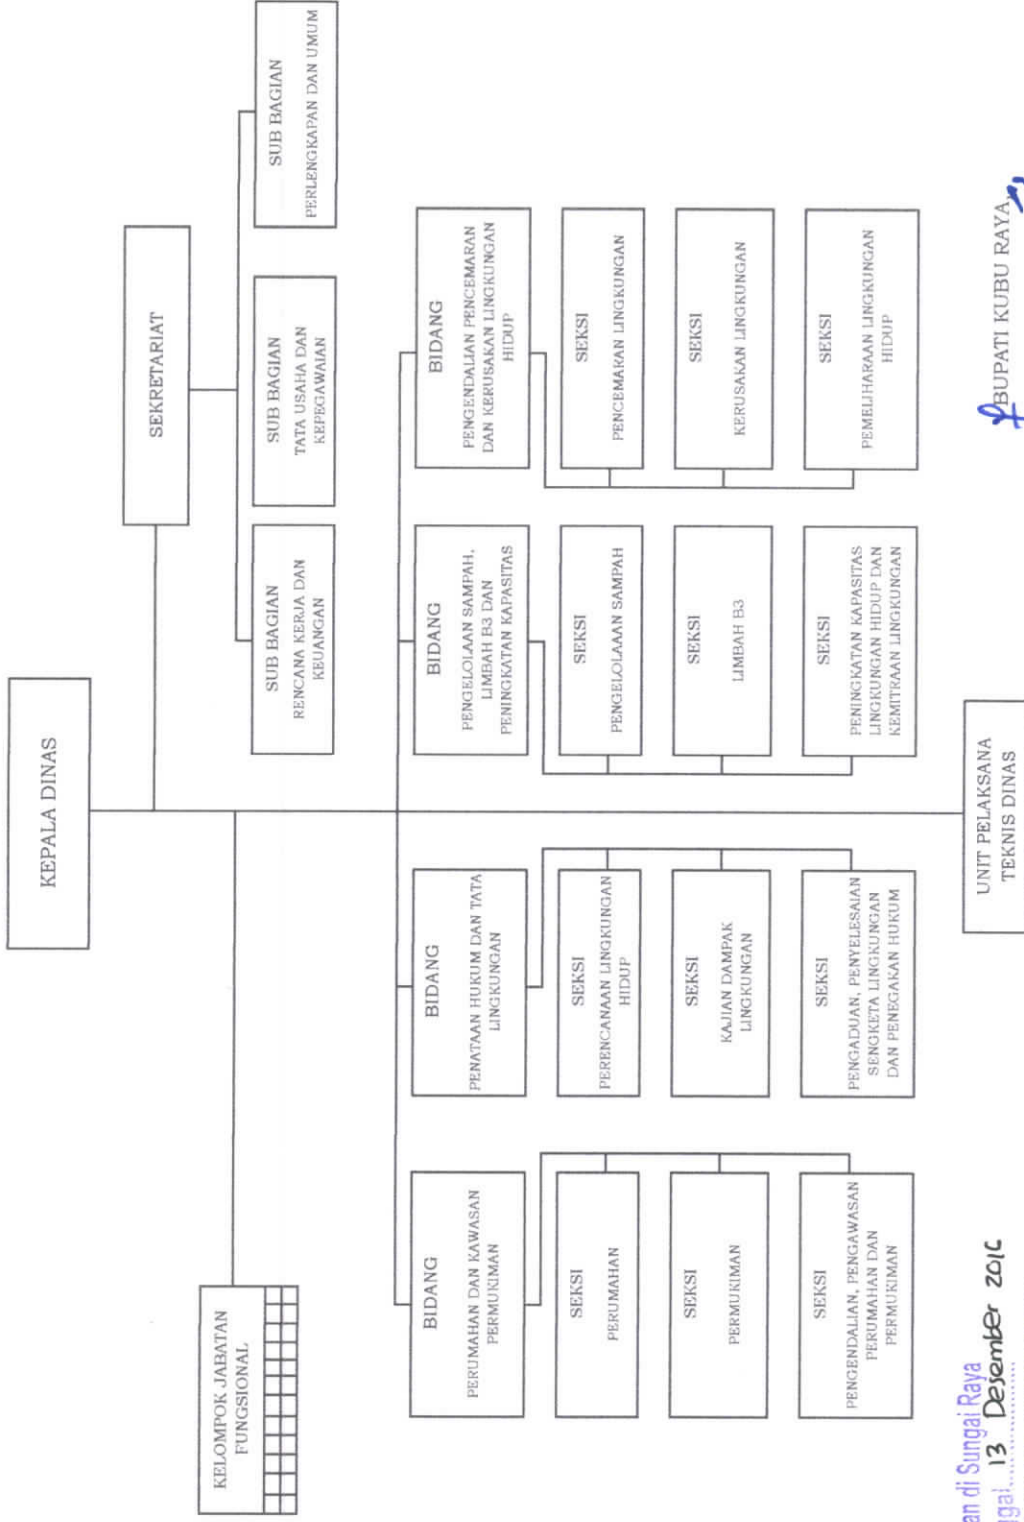 KEPALA DINAS
SEKRETARIAT
KELOMPOK JABATAN
FUNGSIONAL
SUB BAGIAN
RENCANA KERJA DAN
KEUANGAN
SUB BAGIAN
TATA USAHA DAN
KEPEGAWAIAN
SUB BAGIAN
PERLENGKAPAN DAN UMUM
BIDANG
PERUMAHAN DAN KAWASAN
PERMUKIMAN
SEKSI
PERUMAHAN
SEKSI
PERMUKIMAN
SEKSI
PENGENDALIAN, PENGAWASAN
PERUMAHAN DAN
PERMUKIMAN
BIDANG
PENATAAN HUKUM DAN TATA
LINGKUNGAN
SEKSI
PERENCANAAN LINGKUNGAN
HIDUP
SEKSI
KAJIAN DAMPAK
LINGKUNGAN
SEKSI
PENGADUAN, PENYELESAIAN
SENGKETA LINGKUNGAN
DAN PENEGAKAN HUKUM
BIDANG
PENGELOLAAN SAMPAH,
LIMBAH B3 DAN
PENINGKATAN KAPASITAS
SEKSI
PENGELOLAAAN SAMPAH
SEKSI
LIMBAH B3
SEKSI
PENINGKATAN KAPASITAS
LINGKUNGAN HIDUP DAN
KEMITRAAN LINGKUNGAN
BIDANG
PENGENDALIAN PENCEMARAN
DAN KERUSAKAN LINGKUNGAN
HIDUP
SEKSI
PENCEMARAN LINGKUNGAN
SEKSI
KERUSAKAN LINGKUNGAN
SEKSI
PEMELIHARAAN LINGKUNGAN
HIDUP
UNIT PELAKSANA
TEKNIS DINAS
BUPATI KUBU RAYA,
an di Sungai Raya
ggal 13 Desember 201